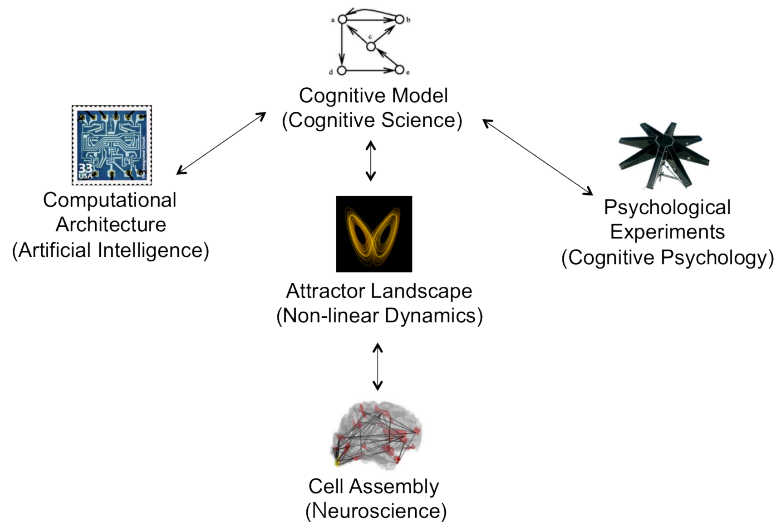 a
b
c
d
e
Cognitive Model
(Cognitive Science)
33
USA
Computational
Architecture
(Artificial Intelligence)
Psychological
Experiments
(Cognitive Psychology)
Attractor Landscape
(Non-linear Dynamics)
Cell Assembly
(Neuroscience)